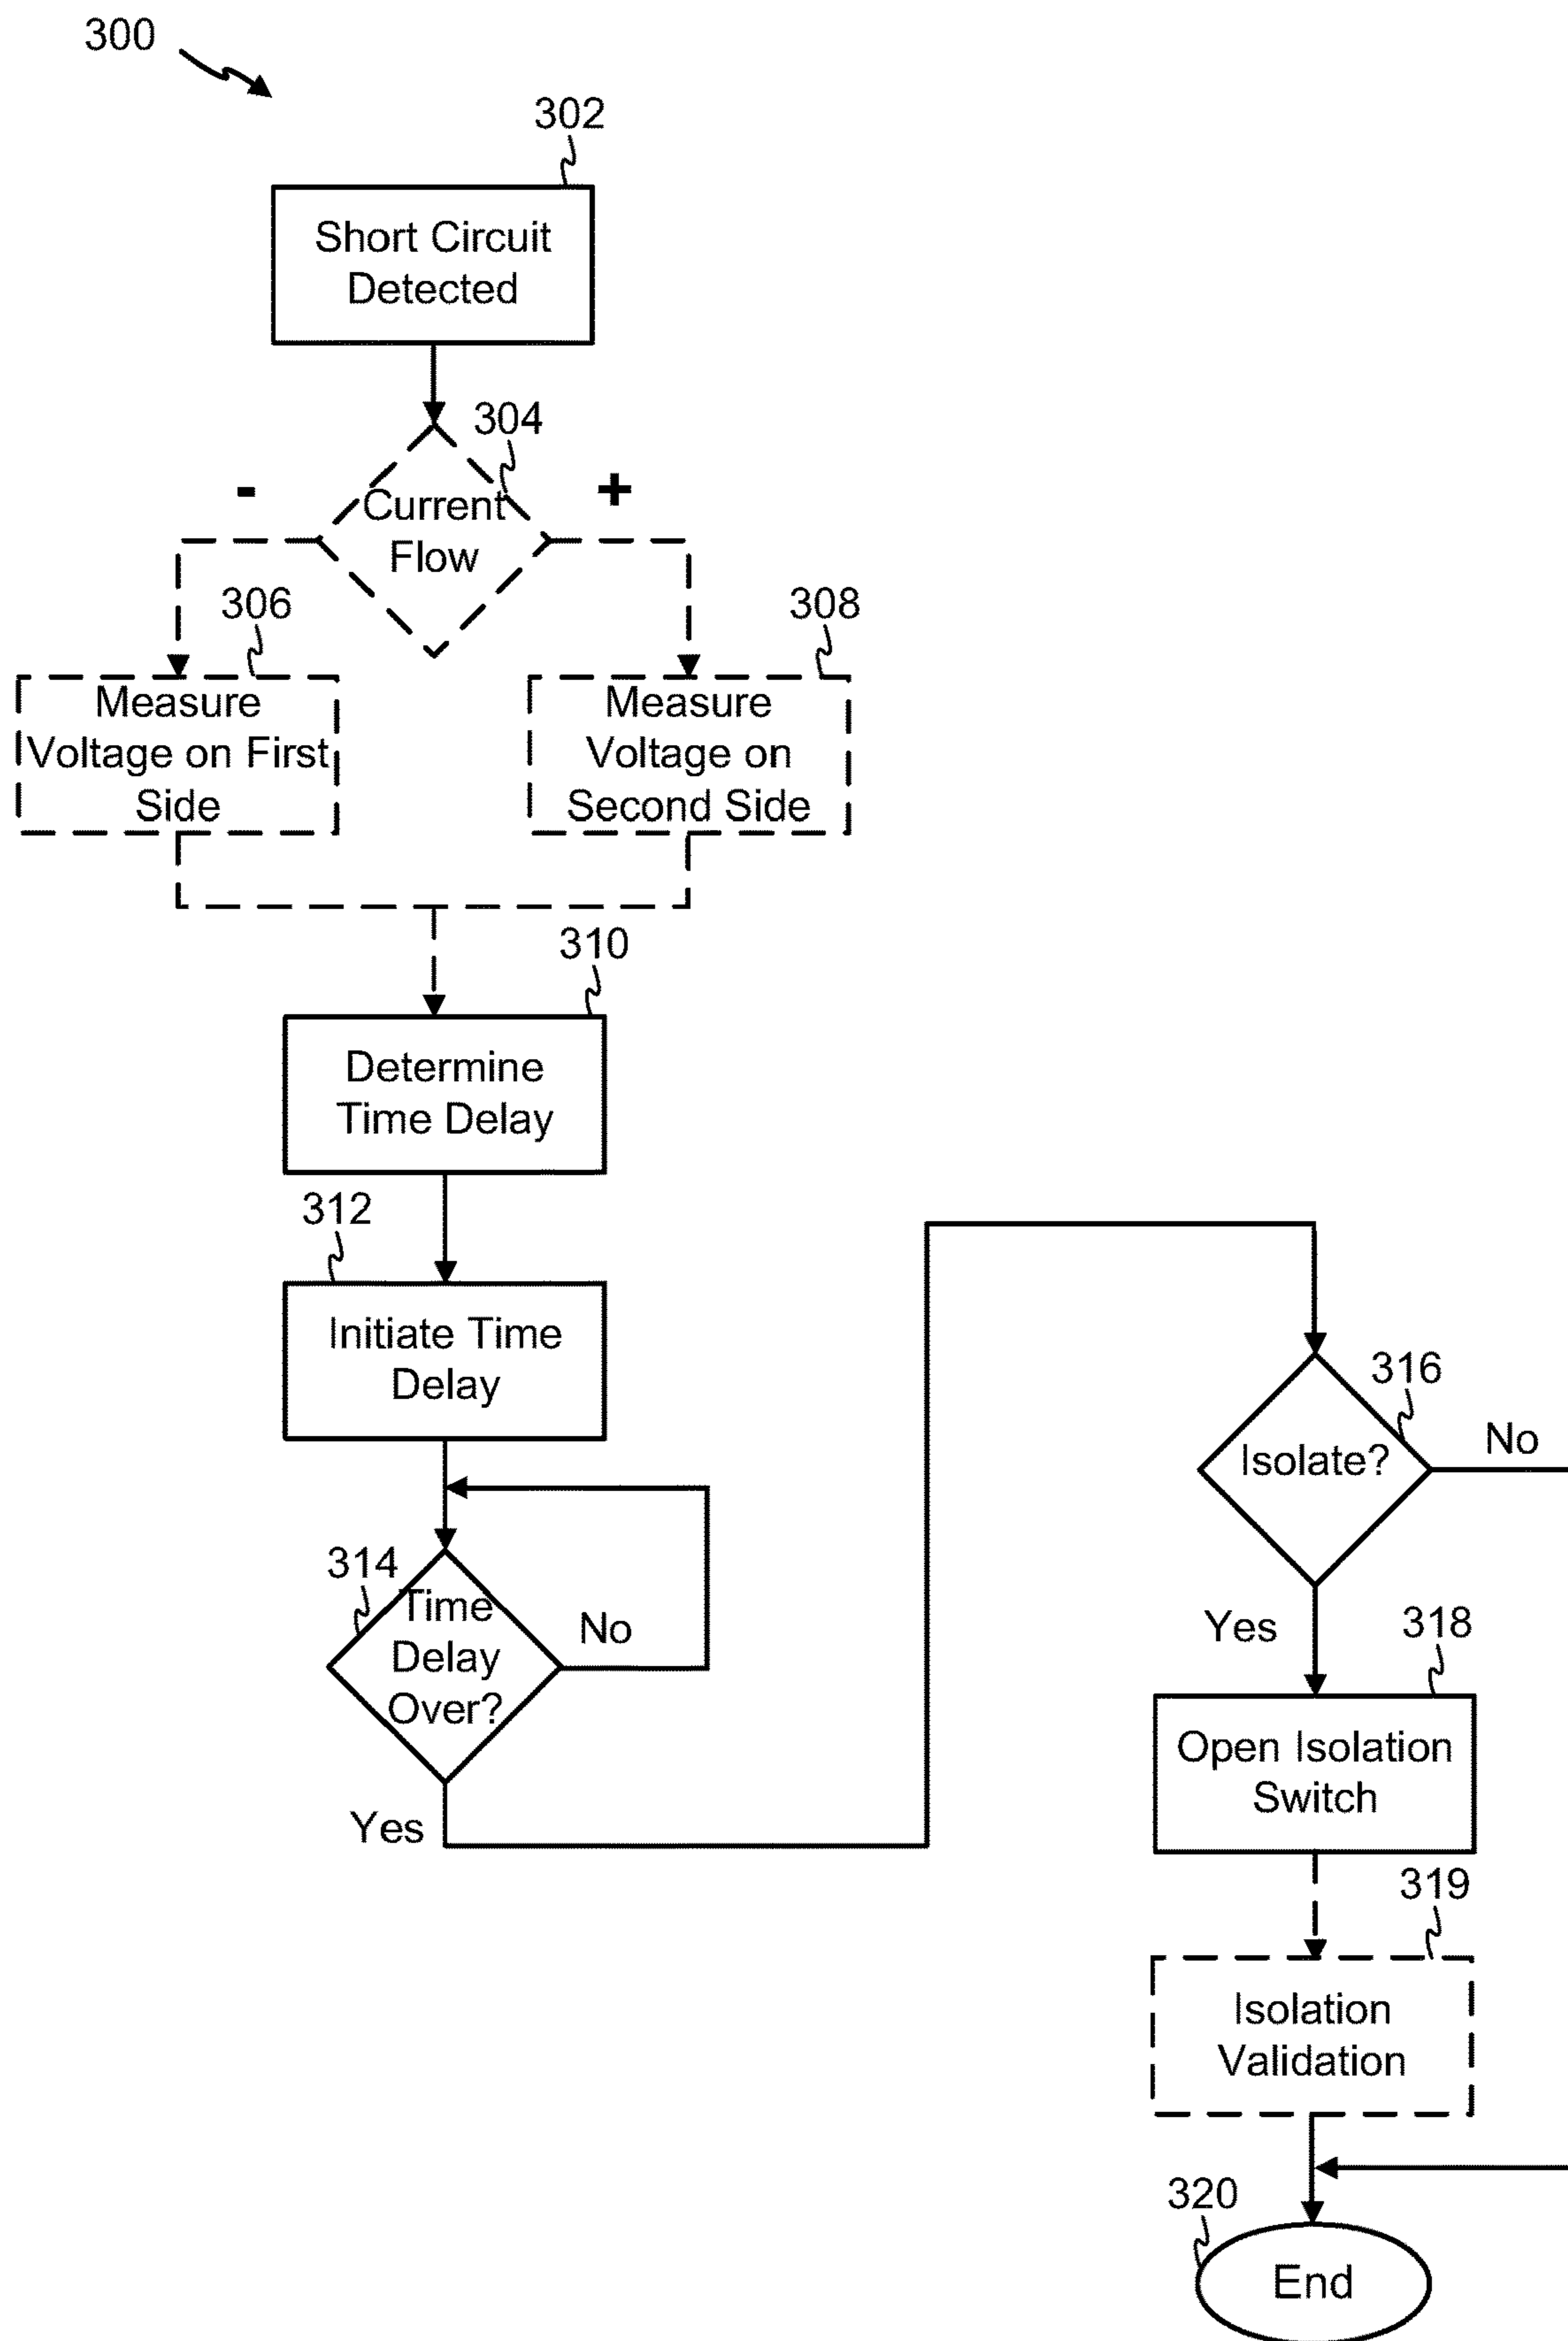 300
302
Short Circuit
Detected
304
-
+
Current
Flow
306
308
Measure
Voltage on First
Side
Measure
Voltage on
Second Side
310
Determine
Time Delay
312
Initiate Time
Delay
314
Time
Delay
Over?
No
Yes
316
Isolate?
No
Yes
318
Open Isolation
Switch
319
Isolation
Validation
320
End